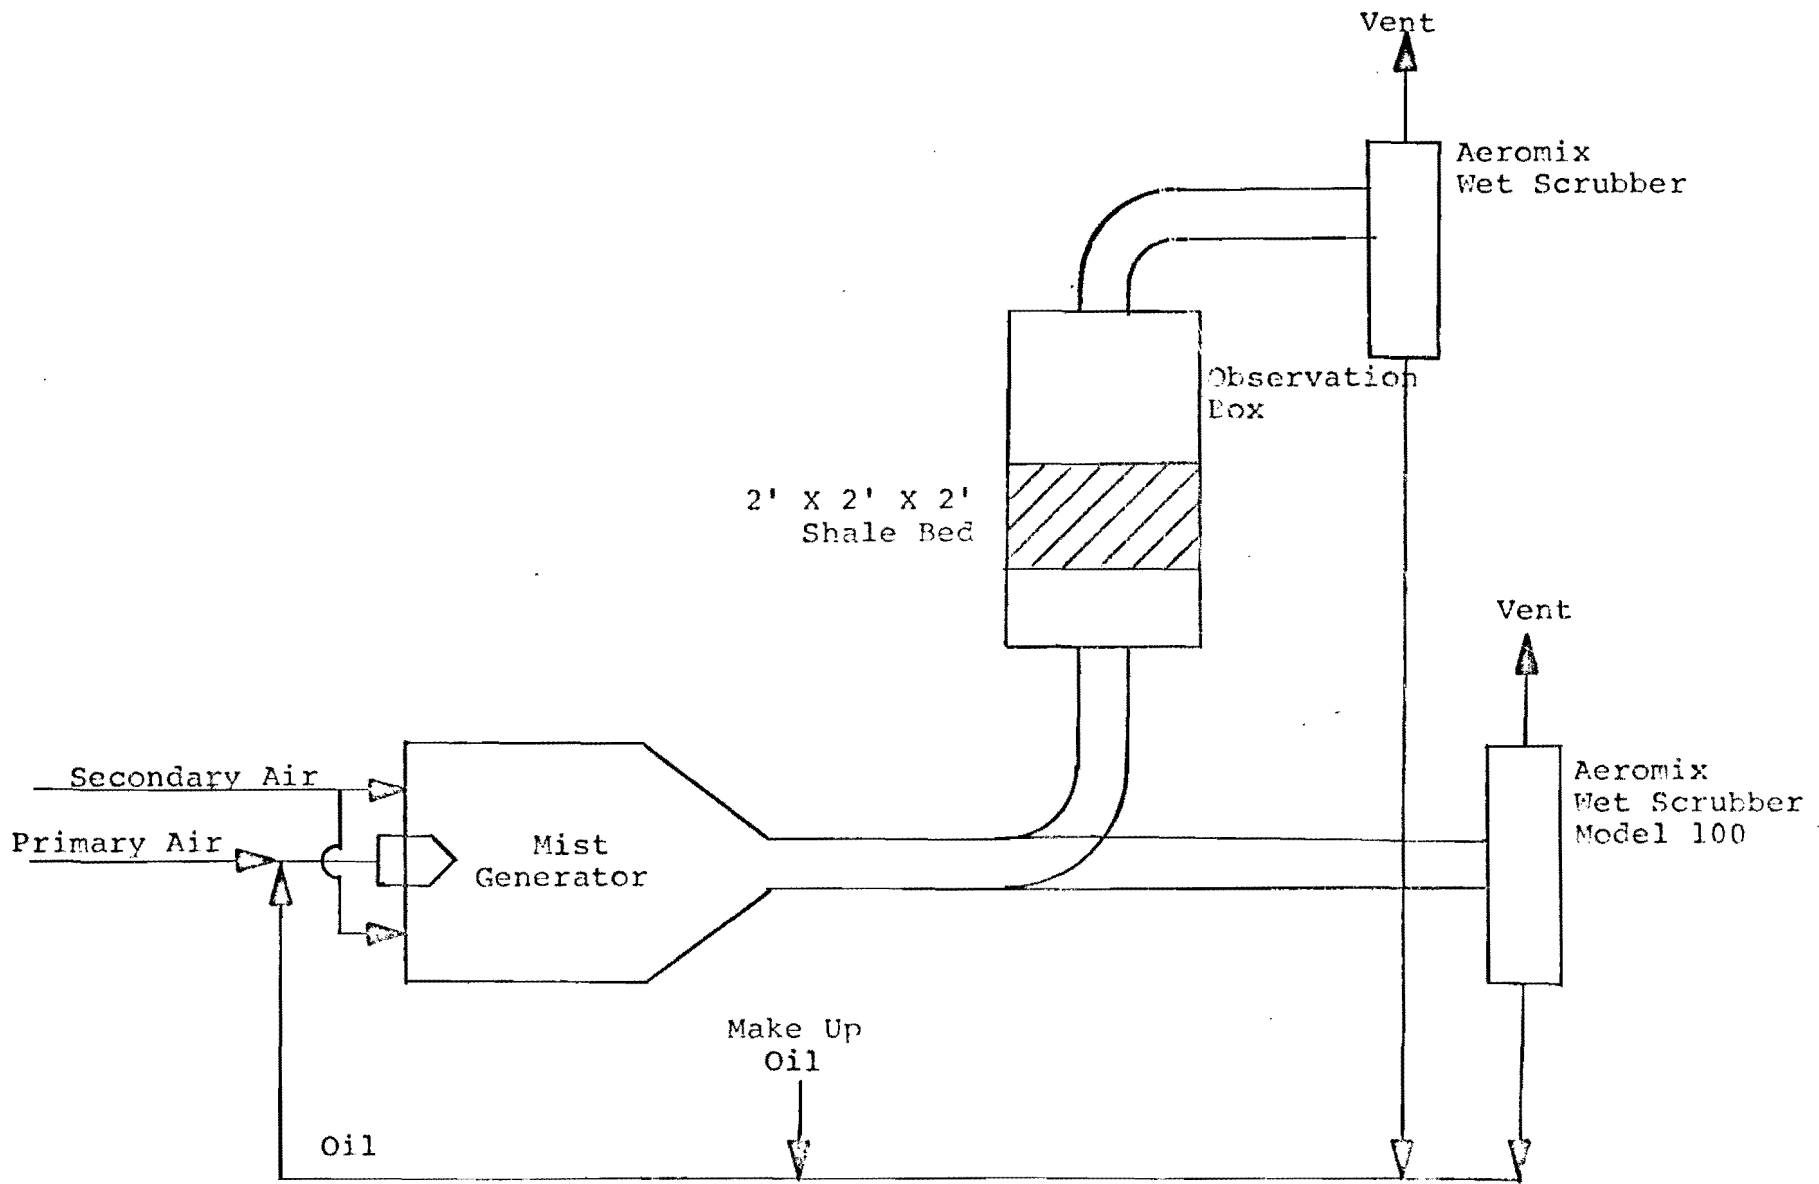 Vent
Aeromix
Wet Scrubber
Observation
Box
2' X 2' X 2'
Shale Bed
Vent
Secondary Air
Primary Air
Mist
Generator
Aeromix
Wet Scrubber
Model 100
Make Up
Oil
Oil